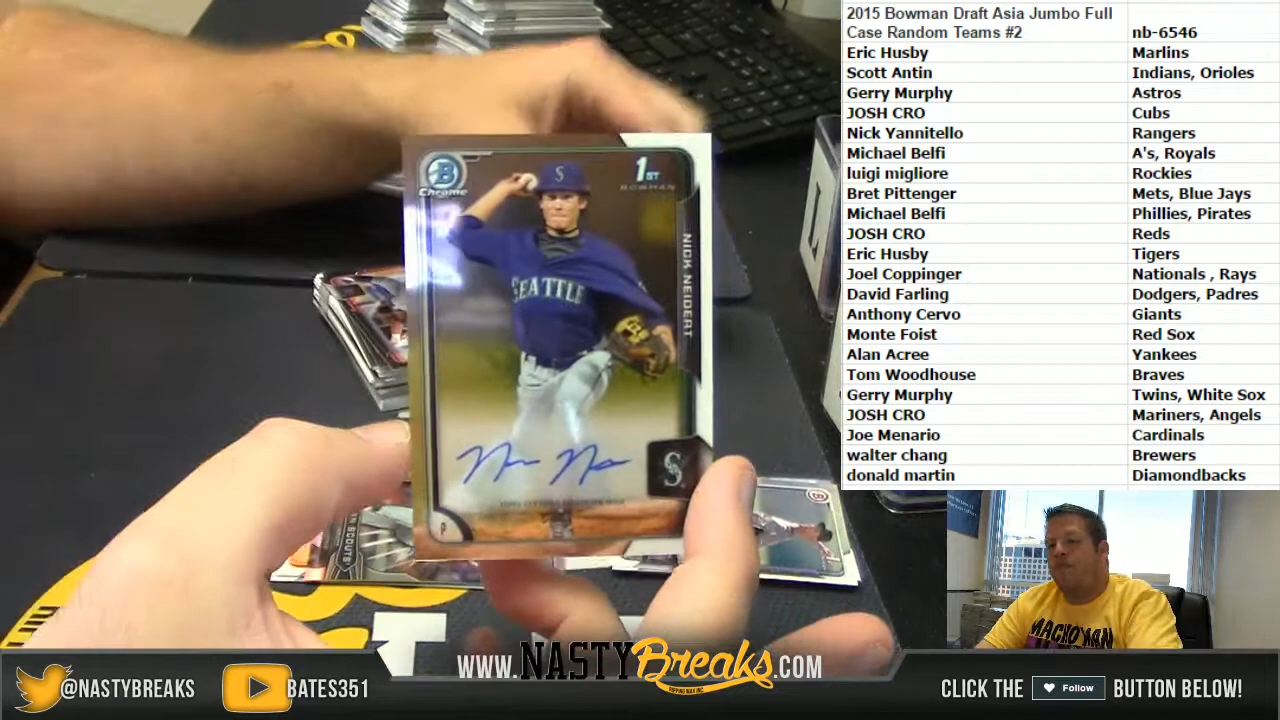 2015 Bowman Draft Asia Jumbo Full
Case Random Teams #2 nb-6546
Eric Husby Marlins
Scott Antin Indians, Orioles
Gerry Murphy Astros
JOSH CRO Cubs
Nick Yannitello Rangers
Michael Belfi A's, Royals
luigi migliore Rockies
Bret Pittenger Mets, Blue Jays
Michael Belfi Phillies, Pirates
JOSH CRO Reds
Eric Husby Tigers
Joel Coppinger Nationals , Rays
David Farling Dodgers, Padres
Anthony Cervo Giants
Monte Foist Red Sox
Alan Acree Yankees
Tom Woodhouse Braves
Gerry Murphy Twins, White Sox
JOSH CRO Mariners, Angels
Joe Menario Cardinals
walter chang Brewers
donald martin Diamondbacks
B
Chrome
1ST
BOWMAN
S
NICK NEIDERT
SEATTLE
S
P
SCOUTS
MACHO MAN
@NASTYBREAKS
BATES351
WWW.NASTYBreaks.COM
CLICK THE Follow BUTTON BELOW!